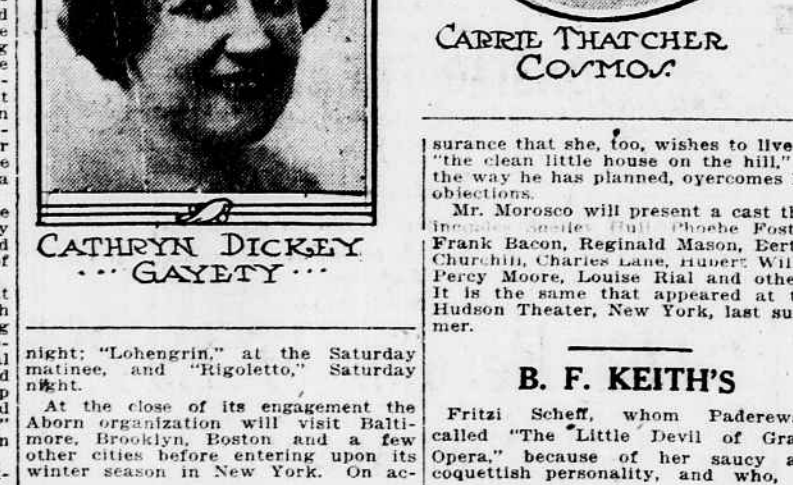 CATHRYN DICKEY
... GAYETY ...
night; "Lohengrin," at the Saturday
matinee, and "Rigoletto," Saturday
night.
At the close of its engagement the
Aborn organization will visit Balti-
more, Brooklyn, Boston and a few
other cities before entering upon its
winter season in New York. On ac-
CARRIE THATCHER
COSMOS.
surance that she, too, wishes to live
"the clean little house on the hill,"
the way he has planned, overcomes
objections.
Mr. Morosco will present a cast th
Phoebe Fost
Frank Bacon, Reginald Mason, Bert
Churchill, Charles Lane, Hubert Wil
Percy Moore, Louise Rial and othe
It is the same that appeared at t
Hudson Theater, New York, last su
mer.
B. F. KEITH'S
Fritzi Scheff, whom Paderews
called "The Little Devil of Gra
Opera," because of her saucy a
coquettish personality, and who,